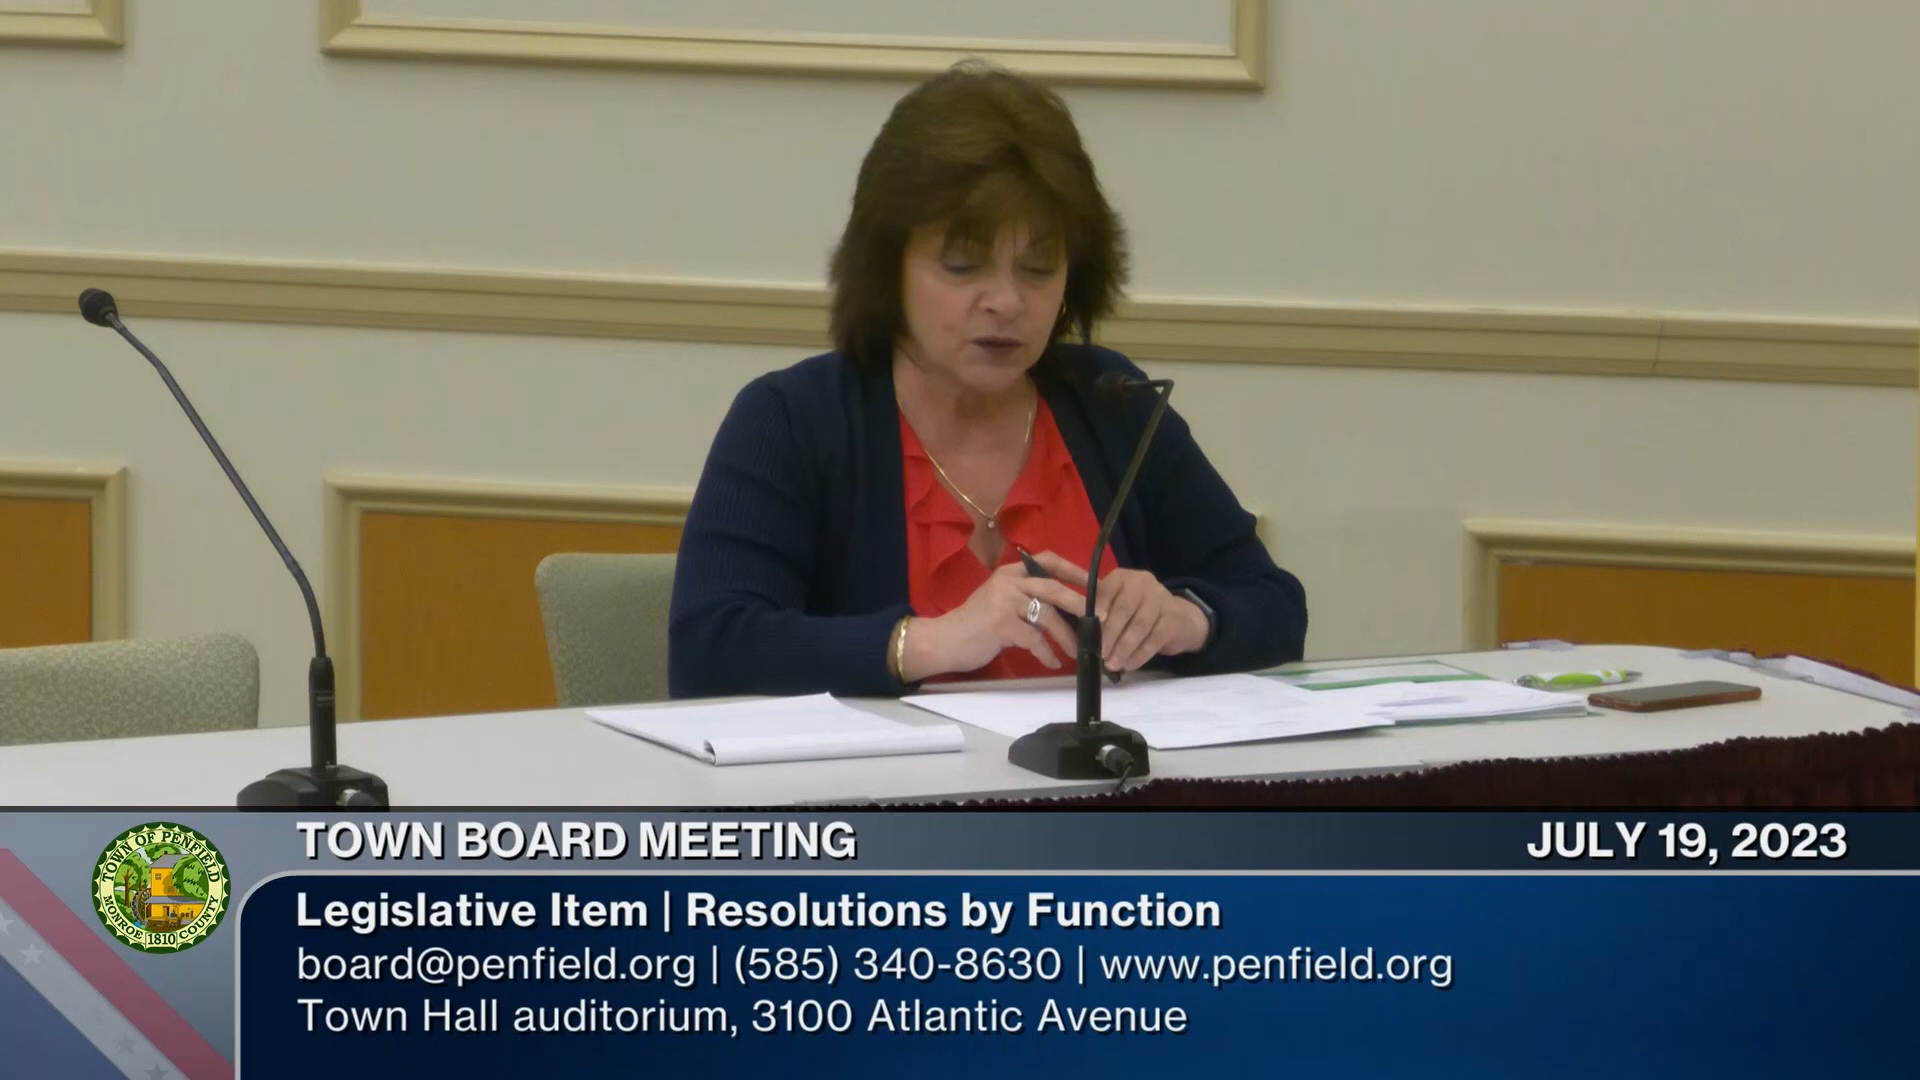 TOWN BOARD MEETING
JULY 19, 2023
TOWN OF PENFIELD
MONROE COUNTY
1810
Legislative Item | Resolutions by Function
board@penfield.org | (585) 340-8630 | www.penfield.org
Town Hall auditorium, 3100 Atlantic Avenue